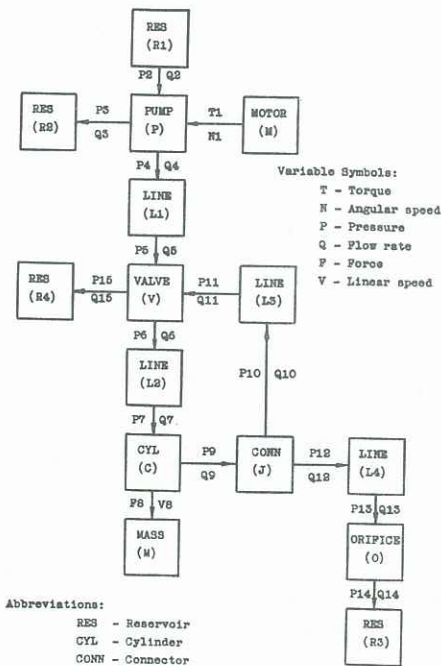 RES
(R1)
P2 Q2
RES
(R2)
P3
Q3
PUMP
(P)
T1
N1
MOTOR
(M)
P4 Q4
Variable Symbols:
T - Torque
N - Angular speed
P - Pressure
Q - Flow rate
F - Force
V - Linear speed
LINE
(L1)
P5 Q5
RES
(R4)
P15
Q15
VALVE
(V)
P11
Q11
LINE
(L3)
P6 Q6
P10 Q10
LINE
(L2)
P7 Q7
CYL
(C)
P9
Q9
CONN
(J)
P12
Q12
LINE
(L4)
F8 V8
P13 Q13
MASS
(M)
ORIFICE
(O)
P14 Q14
RES
(R3)
Abbreviations:
RES - Reservoir
CYL - Cylinder
CONN - Connector